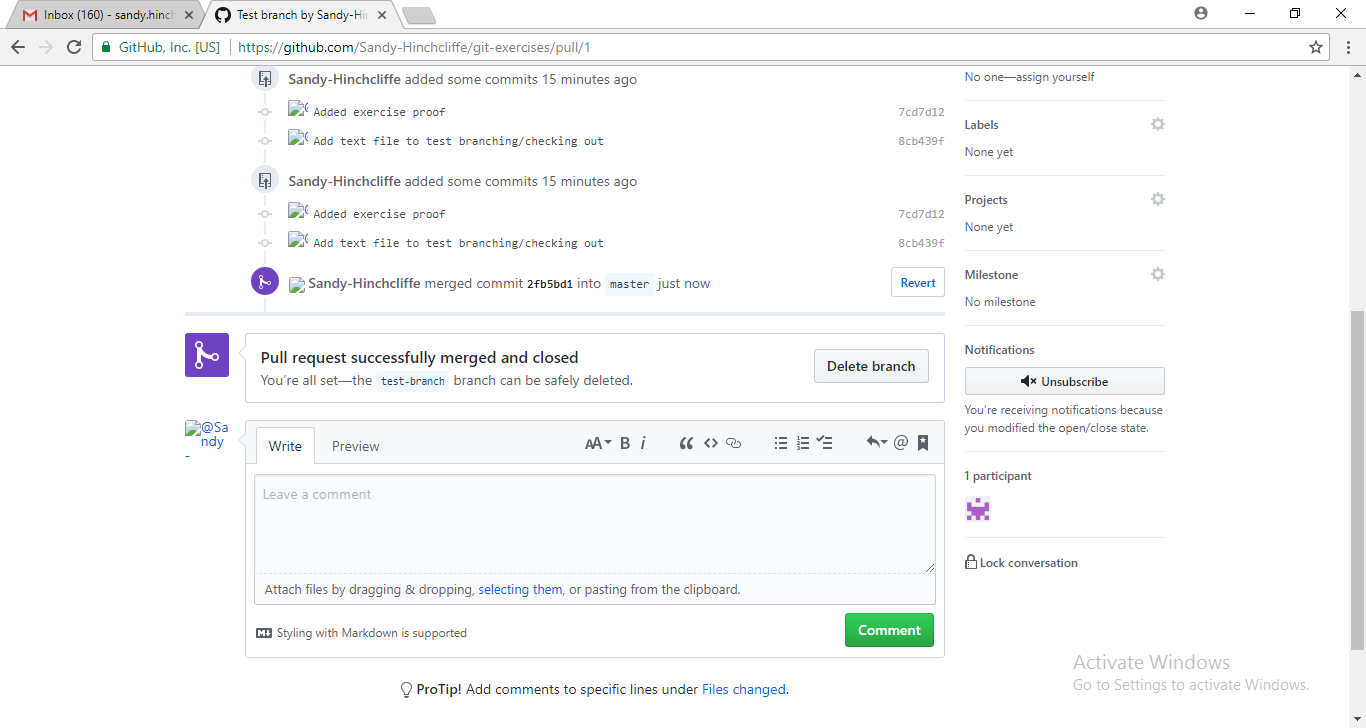 Inbox (160) - sandy.hinch
Test branch by Sandy-Hin
GitHub, Inc. [US] https://github.com/Sandy-Hinchcliffe/git-exercises/pull/1
Sandy-Hinchcliffe added some commits 15 minutes ago
Added exercise proof 7cd7d12
Add text file to test branching/checking out 8cb439f
Sandy-Hinchcliffe added some commits 15 minutes ago
Added exercise proof 7cd7d12
Add text file to test branching/checking out 8cb439f
Sandy-Hinchcliffe merged commit 2fb5bd1 into master just now
Revert
Pull request successfully merged and closed
You're all set—the test-branch branch can be safely deleted.
Delete branch
@Sa
ndy
-
Write Preview
AA B i
Leave a comment
Attach files by dragging & dropping, selecting them, or pasting from the clipboard.
Styling with Markdown is supported
Comment
ProTip! Add comments to specific lines under Files changed.
No one—assign yourself
Labels
None yet
Projects
None yet
Milestone
No milestone
Notifications
Unsubscribe
You're receiving notifications because
you modified the open/close state.
1 participant
Lock conversation
Activate Windows
Go to Settings to activate Windows.